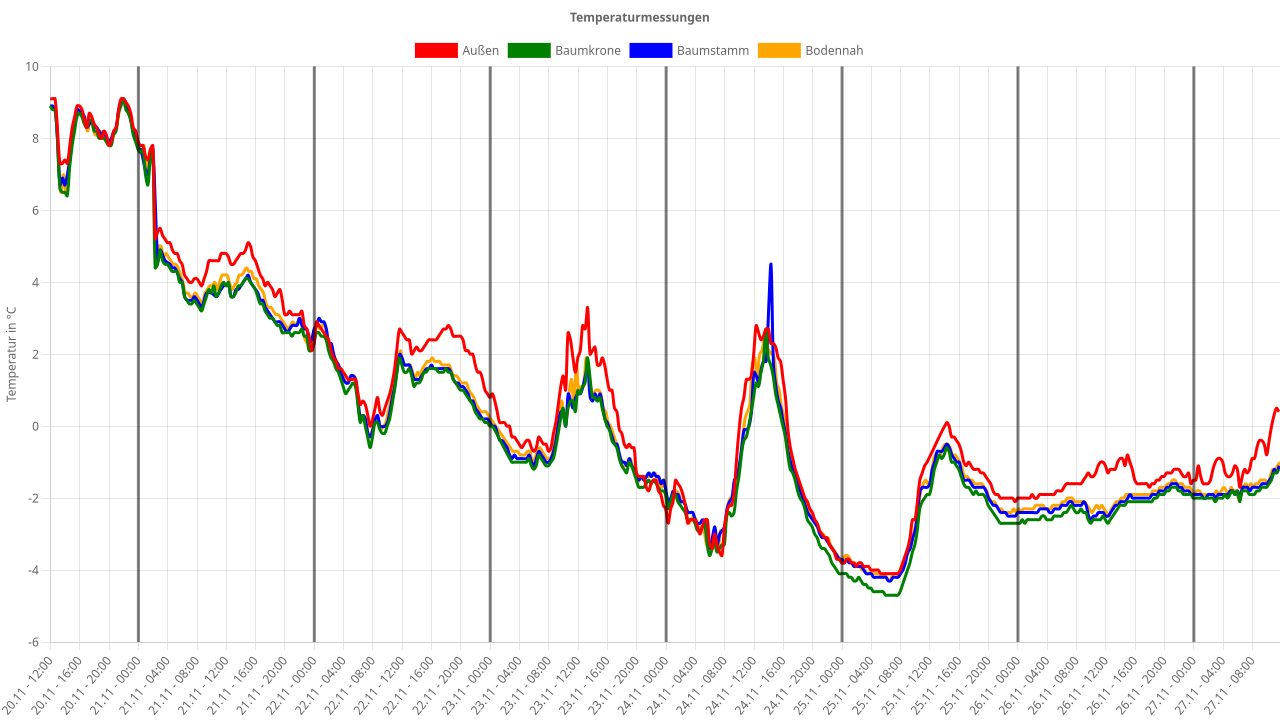 Temperaturmessungen
Außen Baumkrone Baumstamm Bodennah
Temperatur in °C
10
8
6
4
2
0
-2
-4
-6
20.11 - 12:00
20.11 - 16:00
20.11 - 20:00
21.11 - 00:00
21.11 - 04:00
21.11 - 08:00
21.11 - 12:00
21.11 - 16:00
21.11 - 20:00
22.11 - 00:00
22.11 - 04:00
22.11 - 08:00
22.11 - 12:00
22.11 - 16:00
22.11 - 20:00
23.11 - 00:00
23.11 - 04:00
23.11 - 08:00
23.11 - 12:00
23.11 - 16:00
23.11 - 20:00
24.11 - 00:00
24.11 - 04:00
24.11 - 08:00
24.11 - 12:00
24.11 - 16:00
24.11 - 20:00
25.11 - 00:00
25.11 - 04:00
25.11 - 08:00
25.11 - 12:00
25.11 - 16:00
25.11 - 20:00
26.11 - 00:00
26.11 - 04:00
26.11 - 08:00
26.11 - 12:00
26.11 - 16:00
26.11 - 20:00
27.11 - 00:00
27.11 - 04:00
27.11 - 08:00